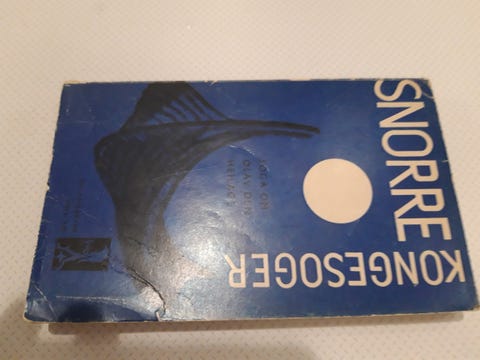 SNORRE
KONGESOGER
SOGA OM
OLAV DEN
HEILAGE